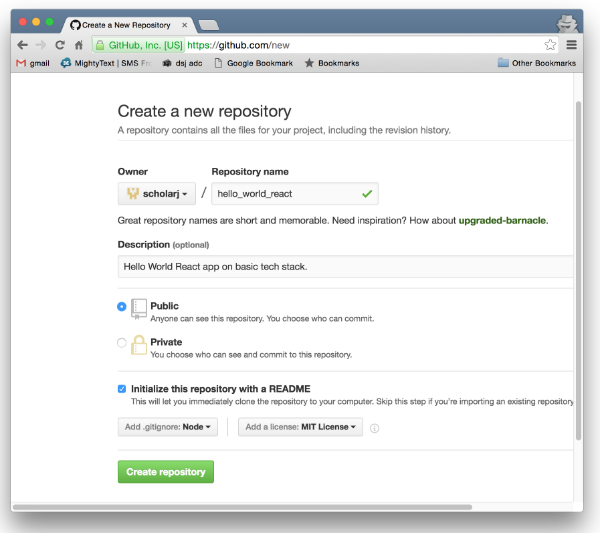 Create a New Repository
GitHub, Inc. [US] https://github.com/new
gmail MightyText | SMS Fr dsj adc Google Bookmark Bookmarks Other Bookmarks
Create a new repository
A repository contains all the files for your project, including the revision history.
Owner Repository name
scholarj / hello_world_react
Great repository names are short and memorable. Need inspiration? How about upgraded-barnacle.
Description (optional)
Hello World React app on basic tech stack.
Public
Anyone can see this repository. You choose who can commit.
Private
You choose who can see and commit to this repository.
Initialize this repository with a README
This will let you immediately clone the repository to your computer. Skip this step if you're importing an existing repository
Add .gitignore: Node Add a license: MIT License
Create repository